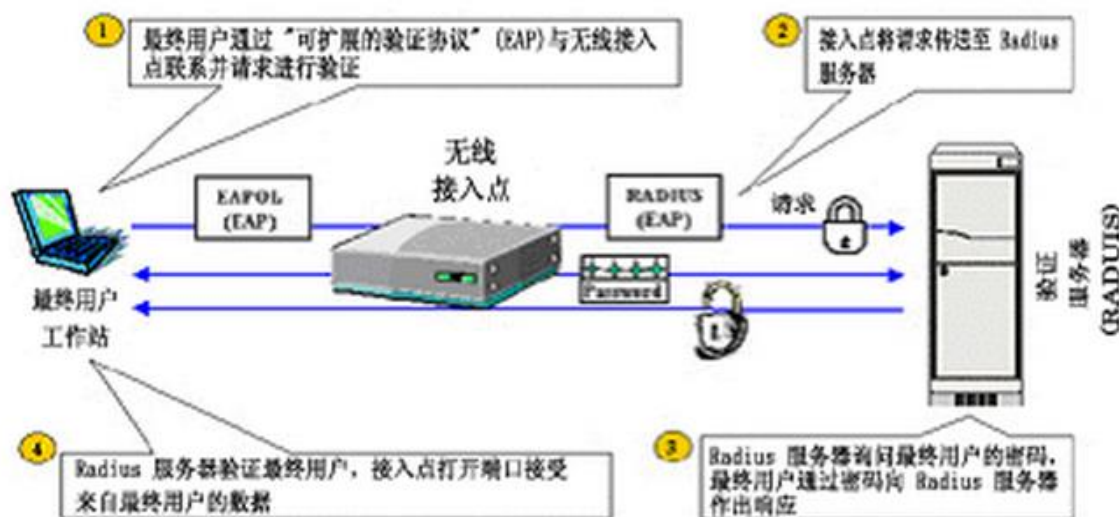 1
最终用户通过 "可扩展的验证协议" (EAP)与无线接入
点联系并请求进行验证
2
接入点将请求传送至 Radius
服务器
无线
接入点
EAPOL
(EAP)
RADIUS
(EAP)
请求
Password
最终用户
工作站
验证
服务器
(RADUIS)
4
Radius 服务器验证最终用户，接入点打开端口接受
来自最终用户的数据
3
Radius 服务器询问最终用户的密码，
最终用户通过密码向 Radius 服务器
作出响应